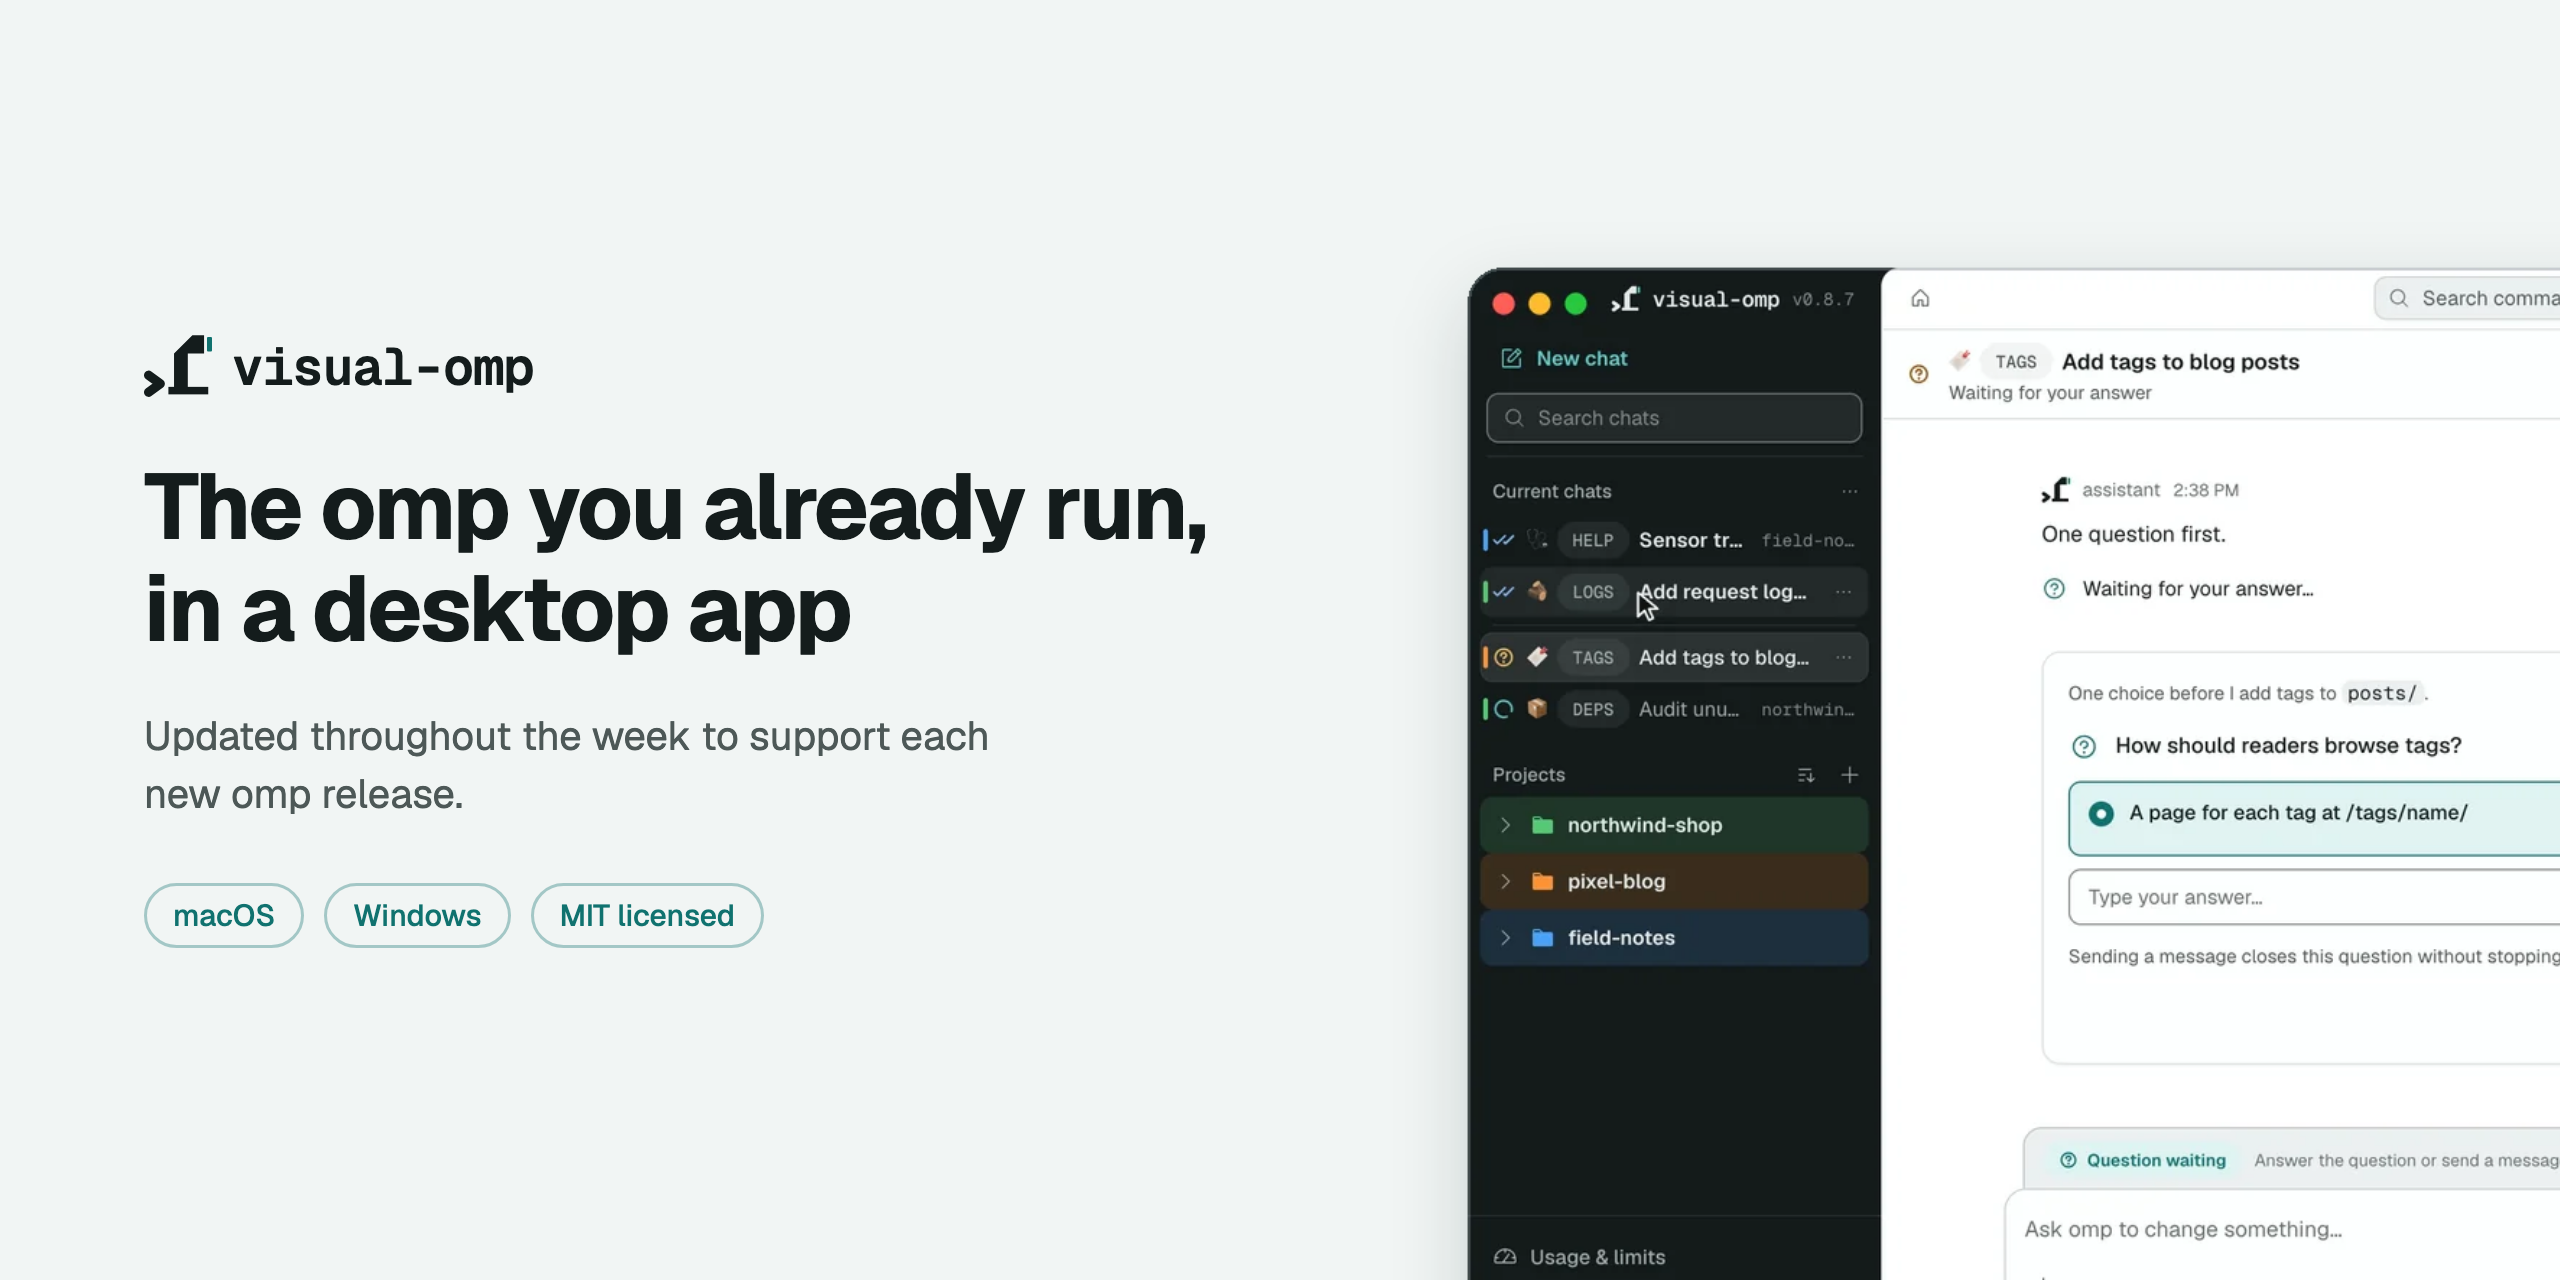 visual-omp
The omp you already run,
in a desktop app
Updated throughout the week to support each
new omp release.
macOS
Windows
MIT licensed
visual-omp v0.8.7
New chat
Search chats
Current chats
HELP Sensor tr... field-no...
LOGS Add request log...
TAGS Add tags to blog...
DEPS Audit unu... northwin...
Projects
northwind-shop
pixel-blog
field-notes
Usage & limits
Search comma
TAGS Add tags to blog posts
Waiting for your answer
assistant 2:38 PM
One question first.
Waiting for your answer...
One choice before I add tags to posts/.
How should readers browse tags?
A page for each tag at /tags/name/
Type your answer...
Sending a message closes this question without stopping
Question waiting Answer the question or send a messag
Ask omp to change something...